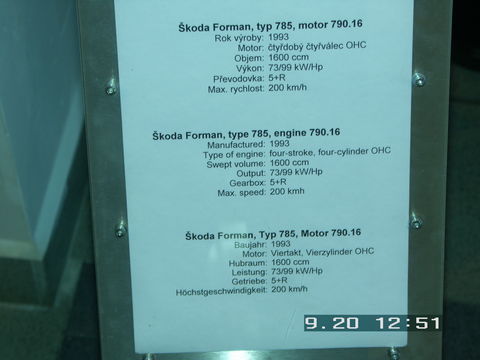 Škoda Forman, typ 785, motor 790.16
Rok výroby: 1993
Motor: čtyřdobý čtyřválec OHC
Objem: 1600 ccm
Výkon: 73/99 kW/Hp
Převodovka: 5+R
Max. rychlost: 200 km/h
Škoda Forman, type 785, engine 790.16
Manufactured: 1993
Type of engine: four-stroke, four-cylinder OHC
Swept volume: 1600 ccm
Output: 73/99 kW/Hp
Gearbox: 5+R
Max. speed: 200 km/h
Škoda Forman, Typ 785, Motor 790.16
Baujahr: 1993
Motor: Viertakt, Vierzylinder OHC
Hubraum: 1600 ccm
Leistung: 73/99 kW/Hp
Getriebe: 5+R
Höchstgeschwindigkeit: 200 km/h
9.20 12:51